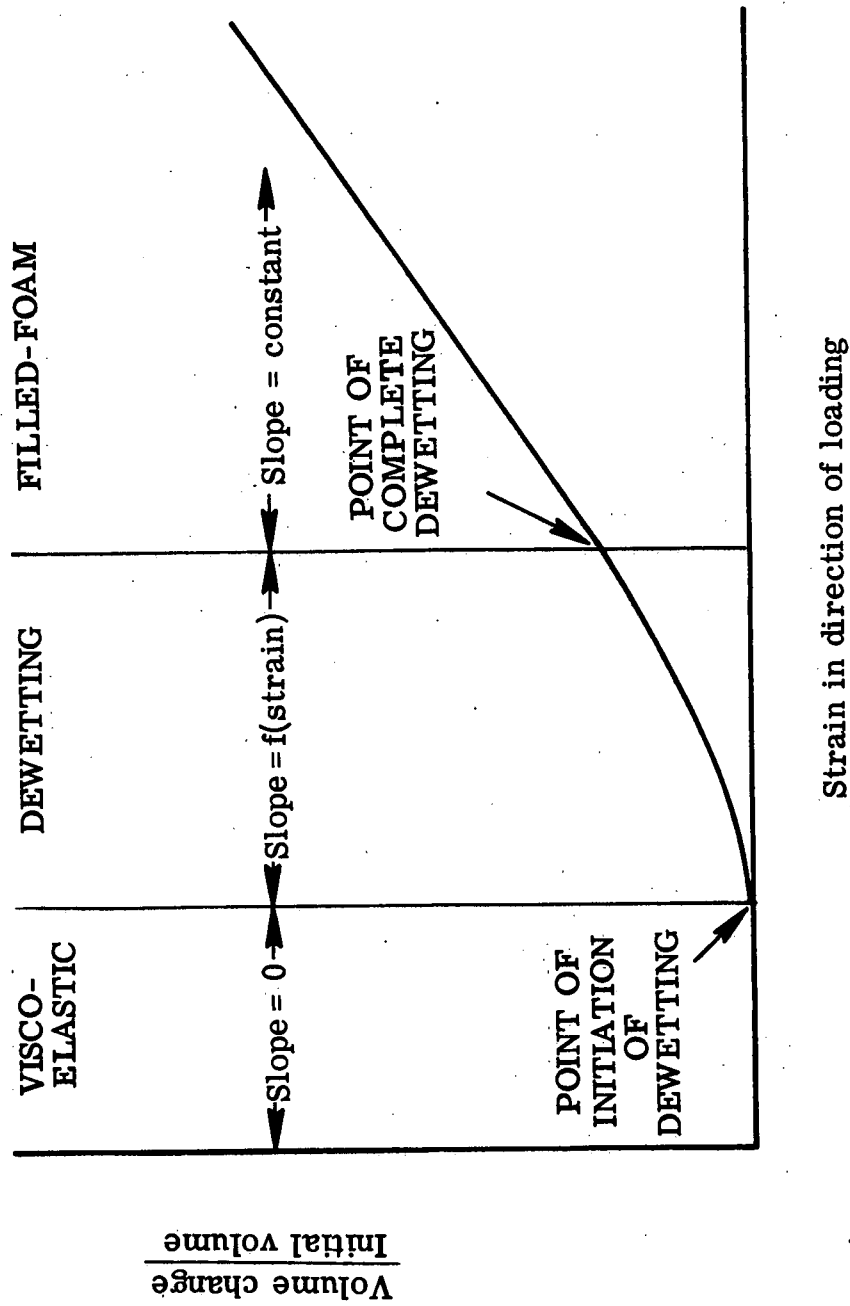 VISCO-
ELASTIC
DEWETTING
FILLED-FOAM
Slope = 0
Slope = f(strain)
Slope = constant
POINT OF
INITIATION
OF
DEWETTING
POINT OF
COMPLETE
DEWETTING
Volume change
Initial volume
Strain in direction of loading